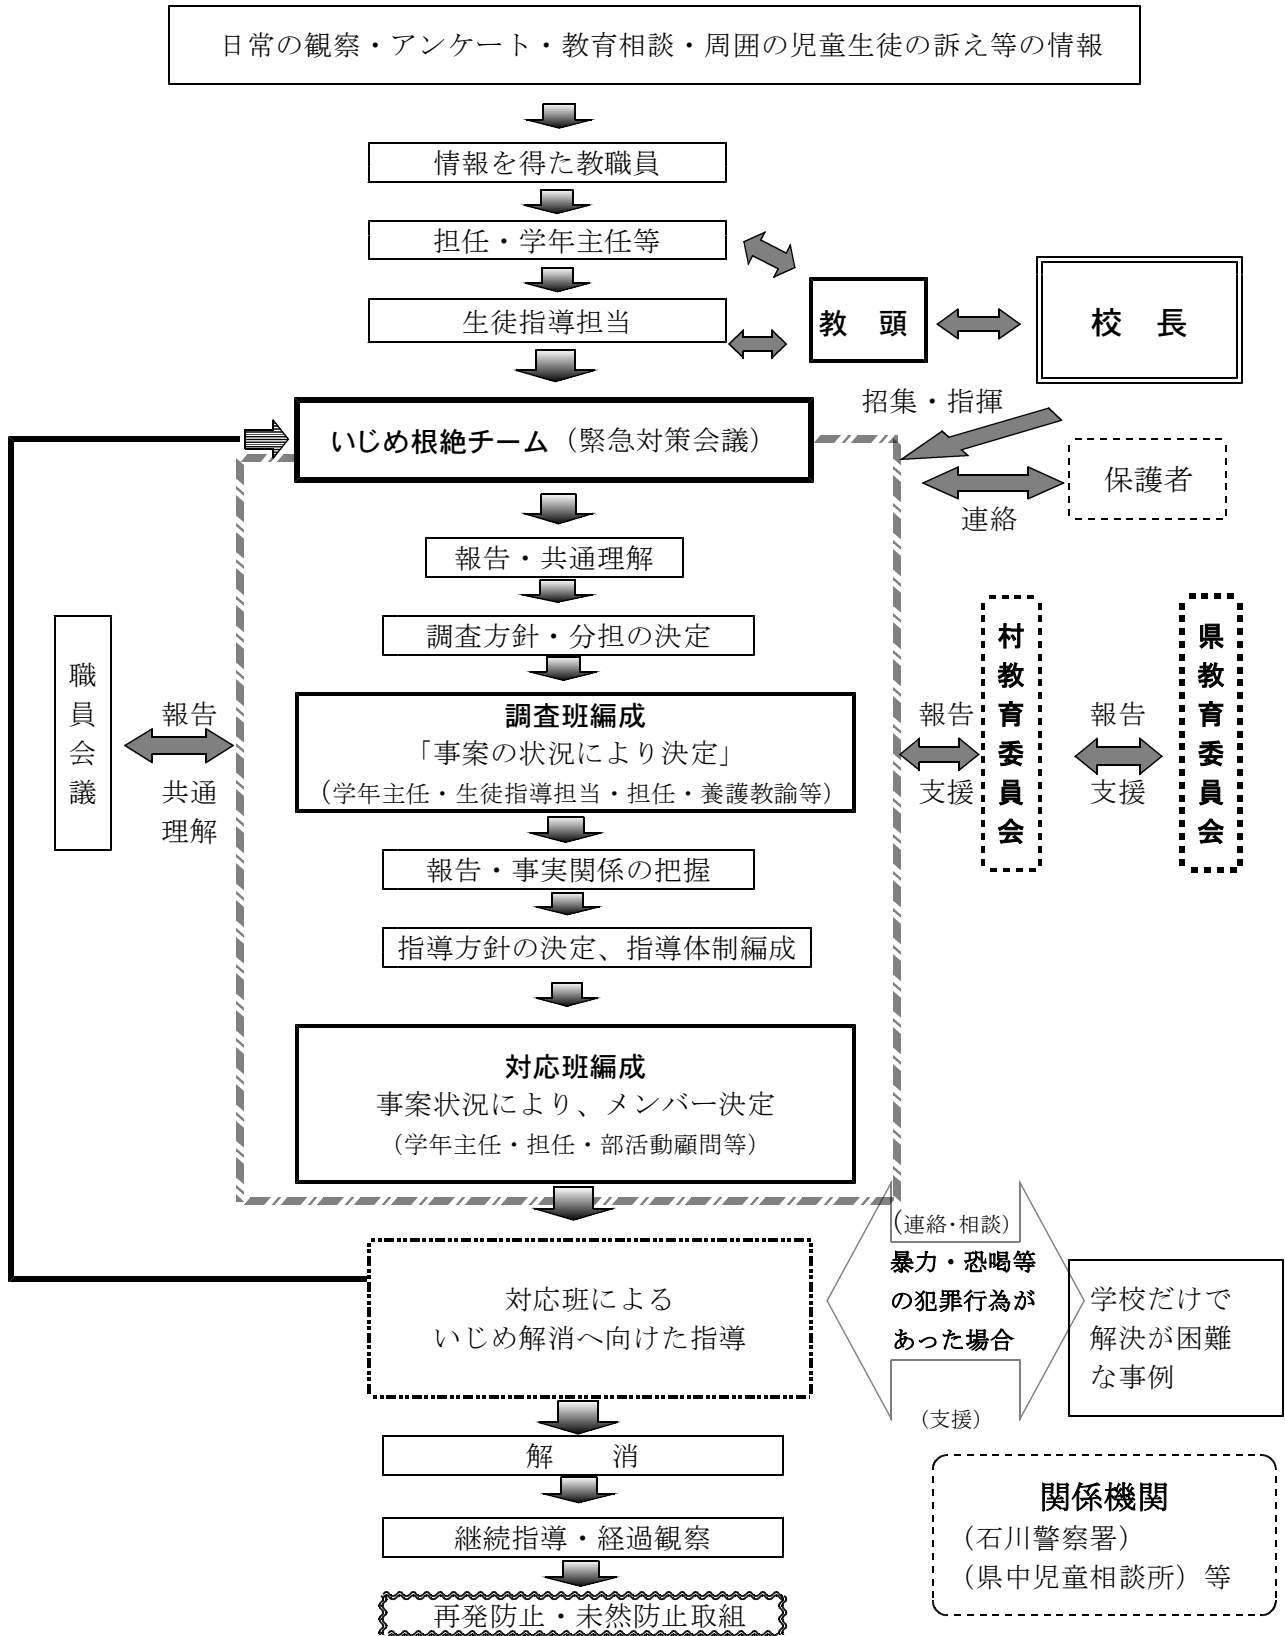 日常の観察・アンケート・教育相談・周囲の児童生徒の訴え等の情報
情報を得た教職員
担任・学年主任等
生徒指導担当
教　頭
校　長
招集・指揮
いじめ根絶チーム（緊急対策会議）
保護者
連絡
報告・共通理解
調査方針・分担の決定
職員会議
報告
共通
理解
調査班編成
「事案の状況により決定」
（学年主任・生徒指導担当・担任・養護教諭等）
報告
支援
村教育委員会
報告
支援
県教育委員会
報告・事実関係の把握
指導方針の決定、指導体制編成
対応班編成
事案状況により、メンバー決定
（学年主任・担任・部活動顧問等）
対応班による
いじめ解消へ向けた指導
（連絡・相談）
暴力・恐喝等
の犯罪行為が
あった場合
（支援）
学校だけで
解決が困難
な事例
解　　消
継続指導・経過観察
再発防止・未然防止取組
関係機関
（石川警察署）
（県中児童相談所）等